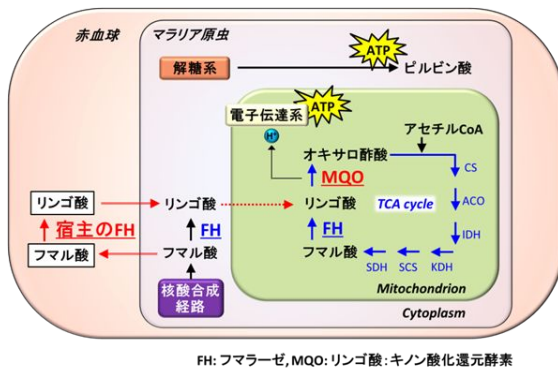 赤血球
マラリア原虫
解糖系
ATP
ピルビン酸
ATP
電子伝達系
H⁺
アセチルCoA
オキサロ酢酸
CS
MQO
リンゴ酸
リンゴ酸
リンゴ酸
TCA cycle
ACO
宿主のFH
FH
FH
IDH
フマル酸
フマル酸
フマル酸
SDH
SCS
KDH
核酸合成
経路
Mitochondrion
Cytoplasm
FH: フマラーゼ, MQO: リンゴ酸：キノン酸化還元酵素